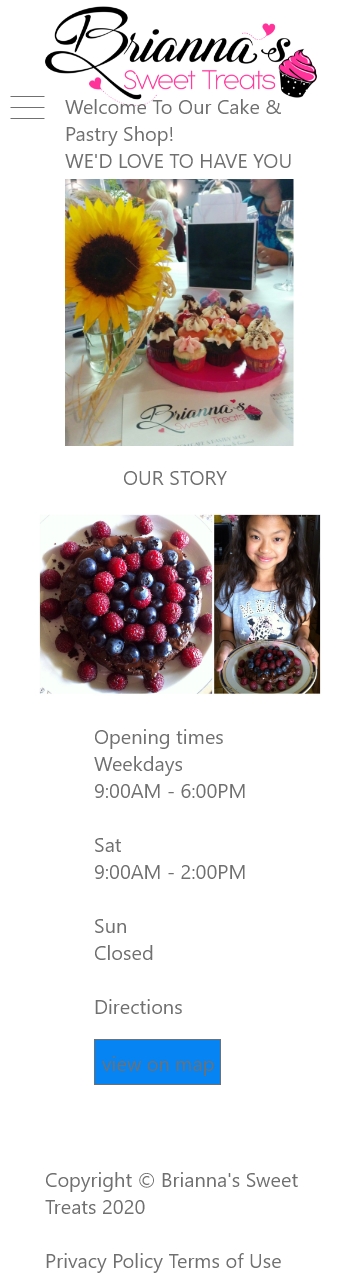 Brianna's
Sweet Treats
Welcome To Our Cake &
Pastry Shop!
WE'D LOVE TO HAVE YOU
Brianna's
Sweet Treats
OUR STORY
Opening times
Weekdays
9:00AM - 6:00PM
Sat
9:00AM - 2:00PM
Sun
Closed
Directions
view on map
Copyright © Brianna's Sweet
Treats 2020
Privacy Policy Terms of Use